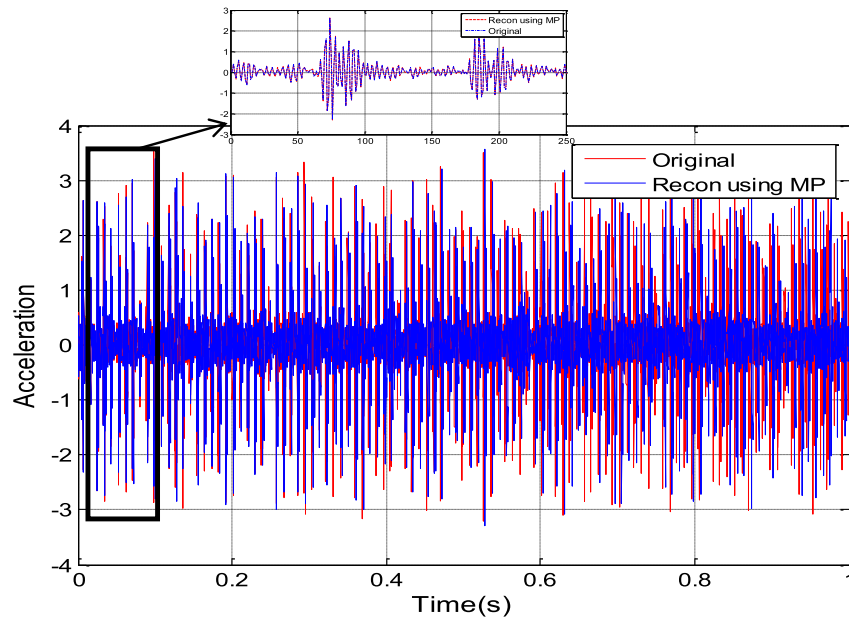 3
2
1
0
-1
-2
-3
0 50 100 150 200 250
Recon using MP
Original
4
3
2
1
0
-1
-2
-3
-4
Acceleration
Original
Recon using MP
0 0.2 0.4 0.6 0.8 1
Time(s)